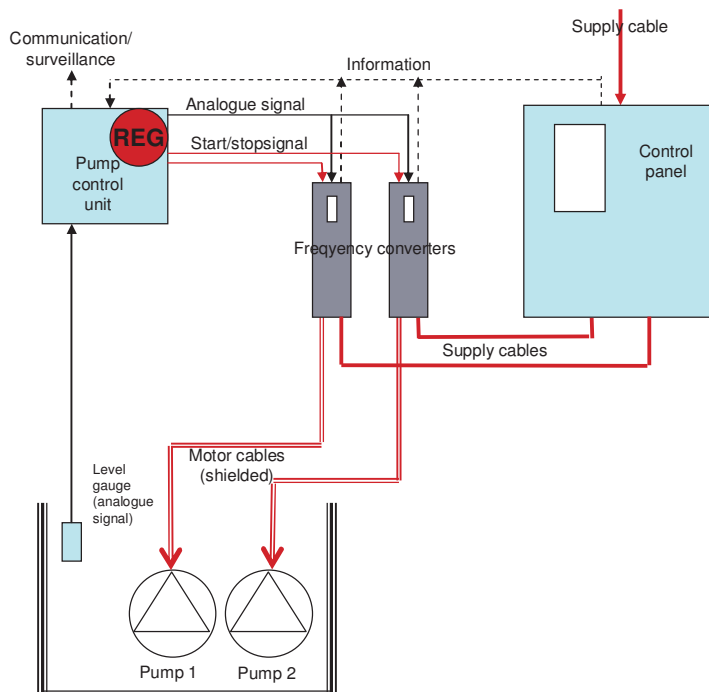 Communication/
surveillance
Supply cable
Information
Analogue signal
REG
Start/stopsignal
Pump
control
unit
Control
panel
Freqyency converters
Supply cables
Motor cables
(shielded)
Level
gauge
(analogue
signal)
Pump 1
Pump 2